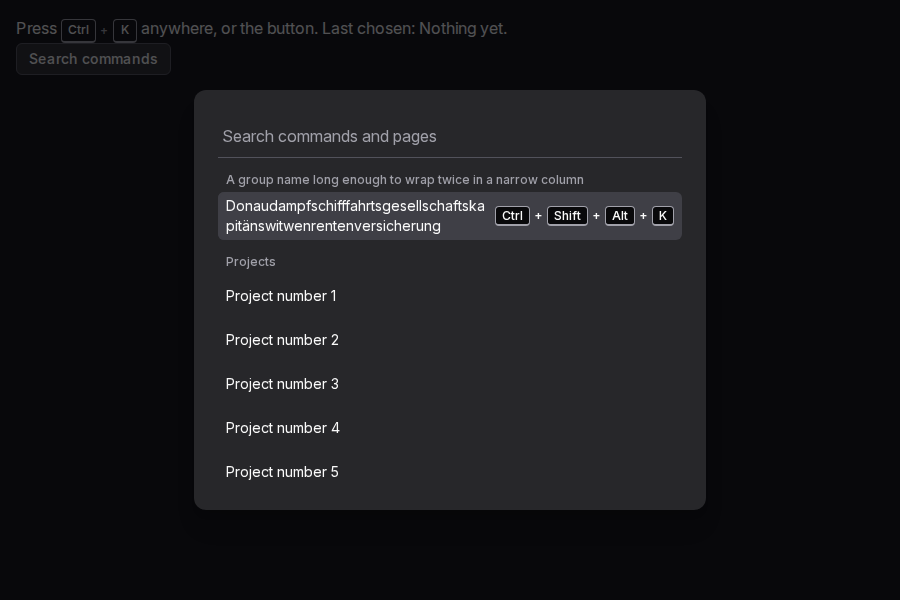 Press Ctrl + K anywhere, or the button. Last chosen: Nothing yet.
Search commands
Search commands and pages
A group name long enough to wrap twice in a narrow column
Donaudampfschifffahrtsgesellschaftska
pitänswitwenrentenversicherung
Ctrl + Shift + Alt + K
Projects
Project number 1
Project number 2
Project number 3
Project number 4
Project number 5